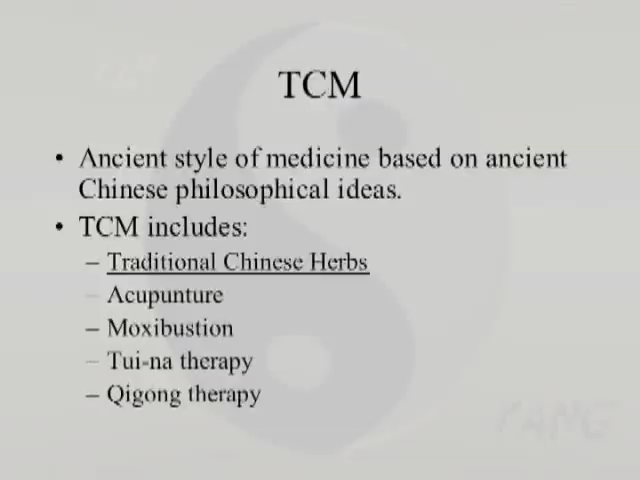 TCM
• Ancient style of medicine based on ancient
Chinese philosophical ideas.
• TCM includes:
– Traditional Chinese Herbs
– Acupunture
– Moxibustion
– Tui-na therapy
– Qigong therapy
YANG